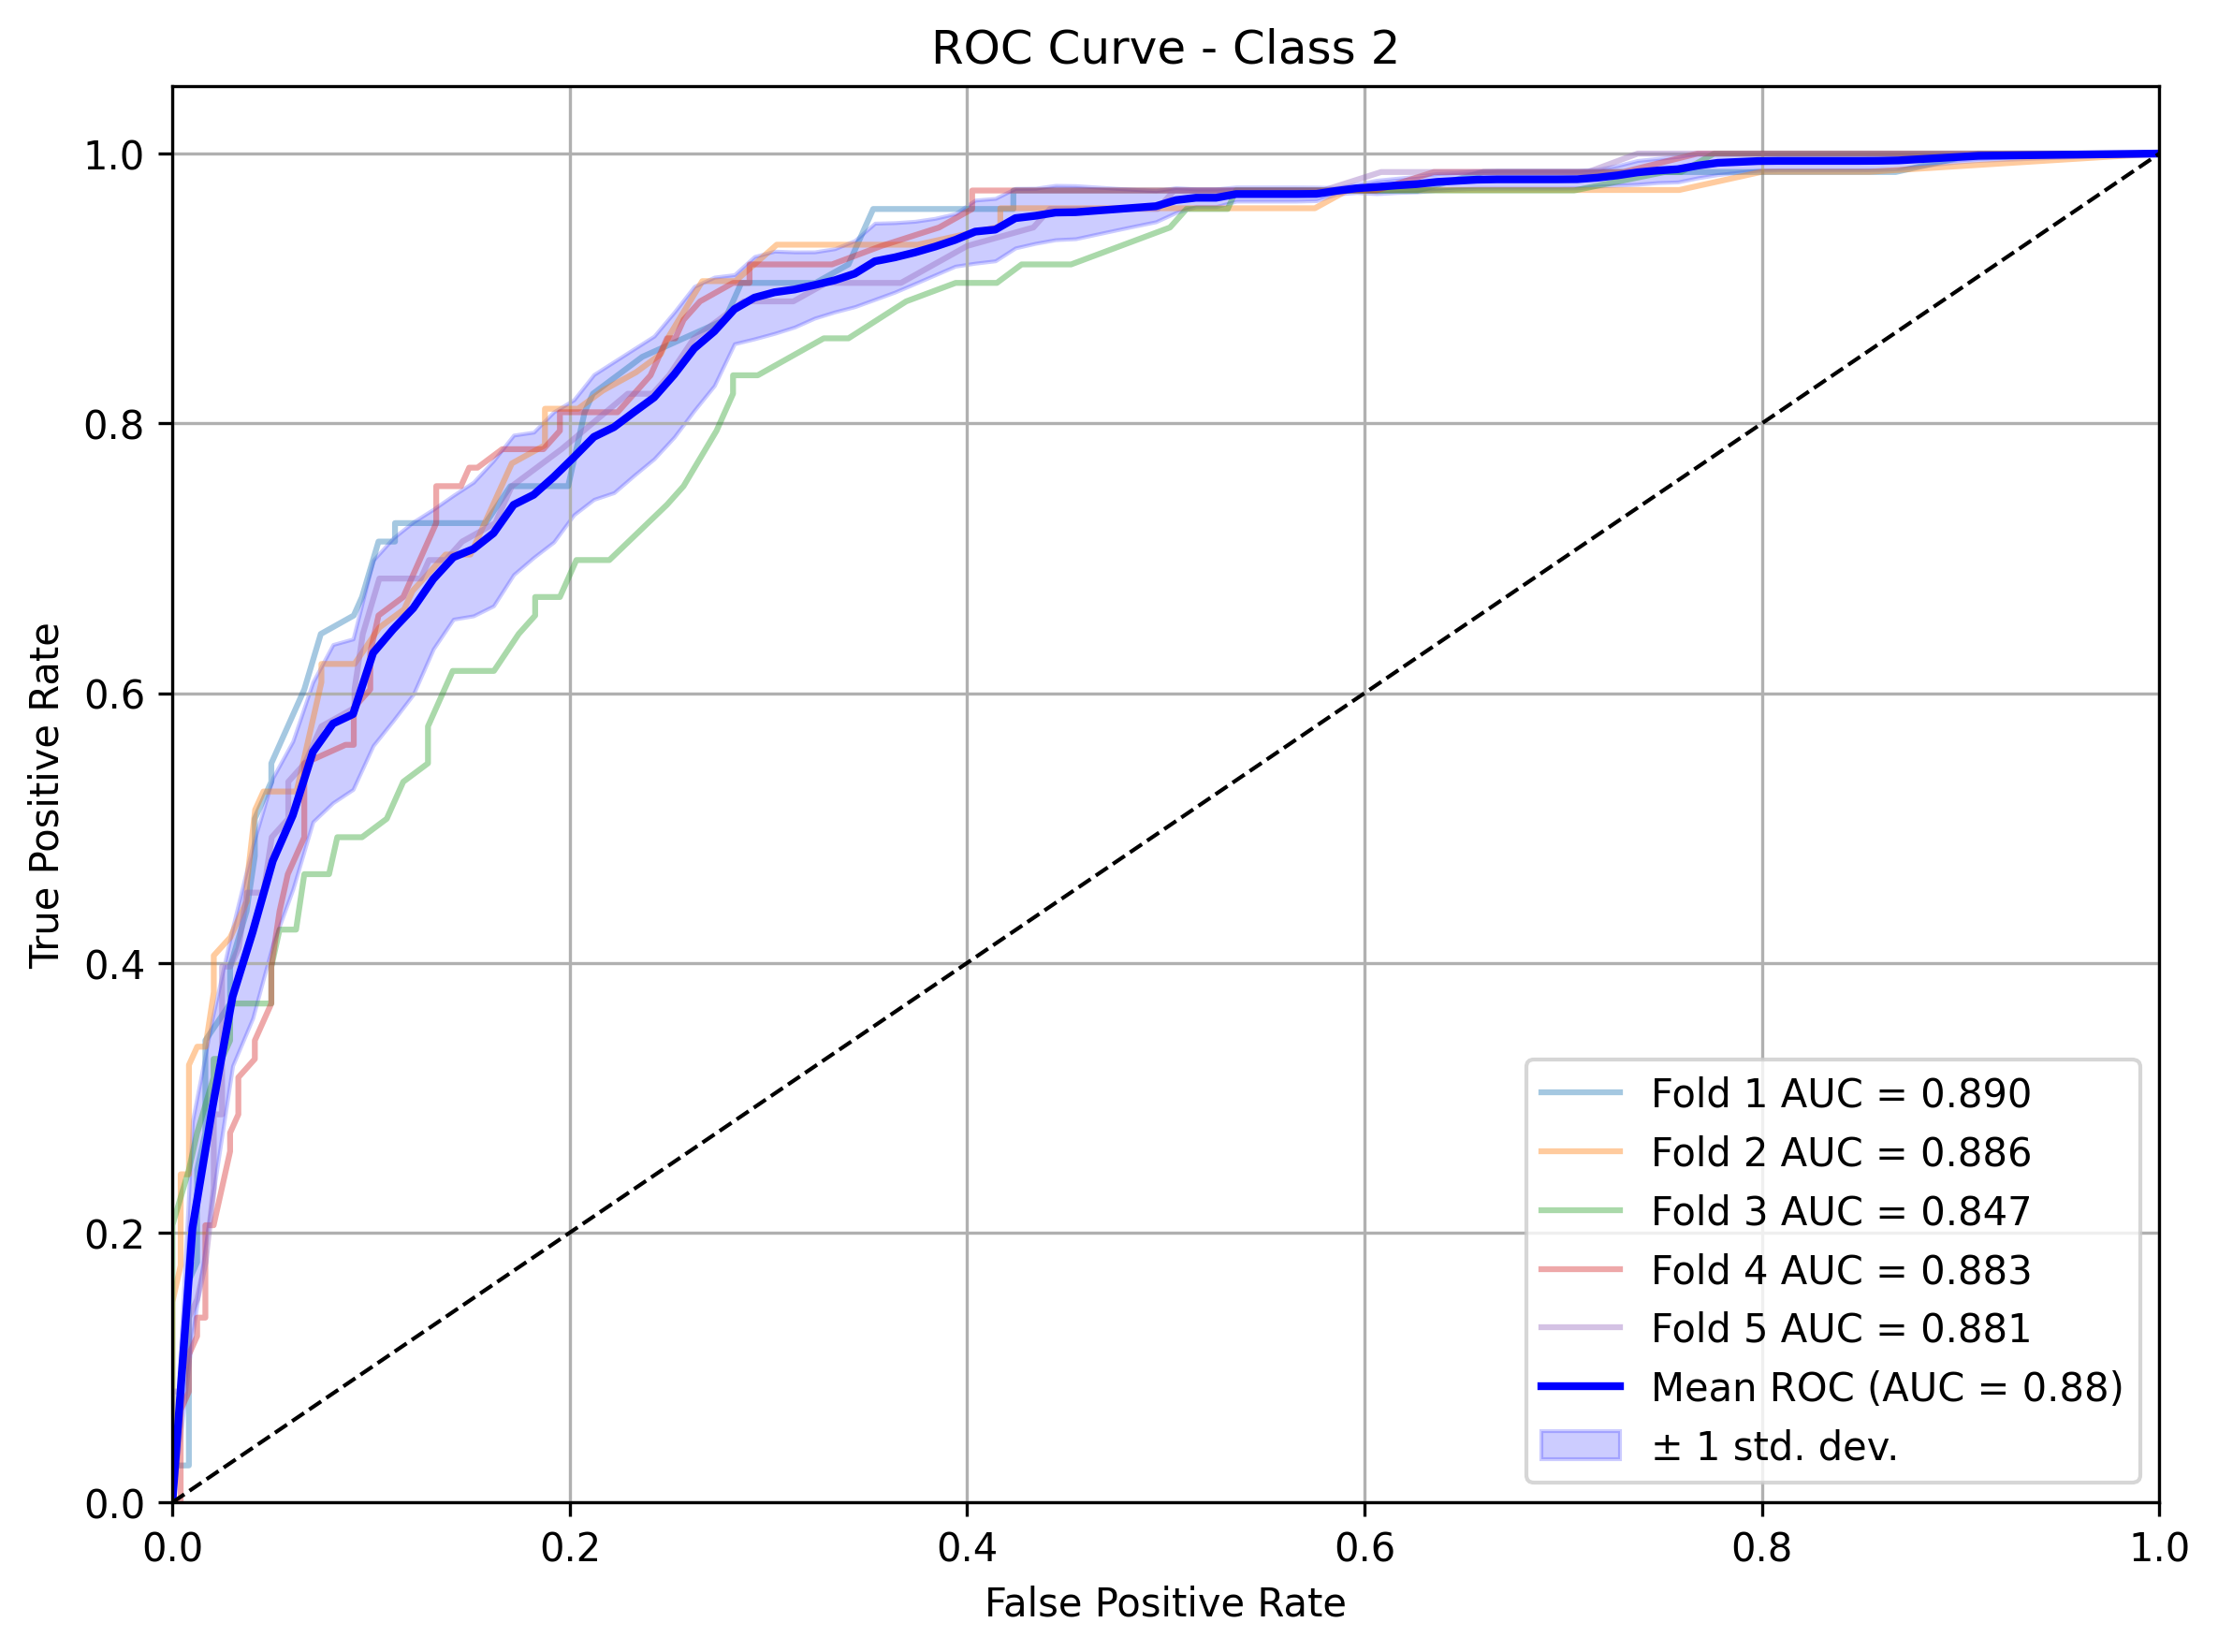 ROC Curve - Class 2
1.0
0.8
0.6
0.4
0.2
0.0
True Positive Rate
0.0 0.2 0.4 0.6 0.8 1.0
False Positive Rate
Fold 1 AUC = 0.890
Fold 2 AUC = 0.886
Fold 3 AUC = 0.847
Fold 4 AUC = 0.883
Fold 5 AUC = 0.881
Mean ROC (AUC = 0.88)
± 1 std. dev.